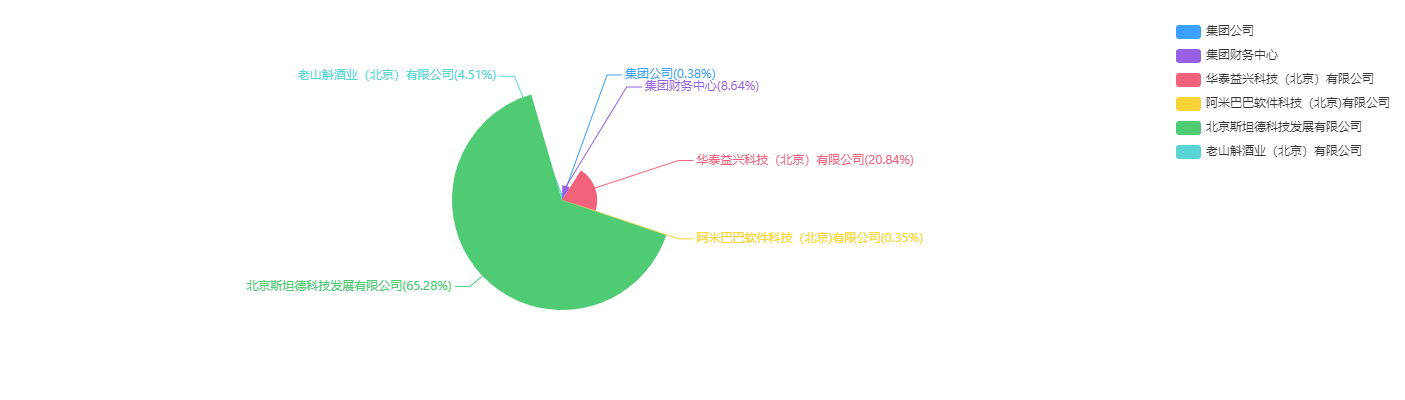 老山斛酒业（北京）有限公司(4.51%)
集团公司(0.38%)
集团财务中心(8.64%)
华泰益兴科技（北京）有限公司(20.84%)
阿米巴巴软件科技（北京)有限公司(0.35%)
北京斯坦德科技发展有限公司(65.28%)
集团公司
集团财务中心
华泰益兴科技（北京）有限公司
阿米巴巴软件科技（北京)有限公司
北京斯坦德科技发展有限公司
老山斛酒业（北京）有限公司